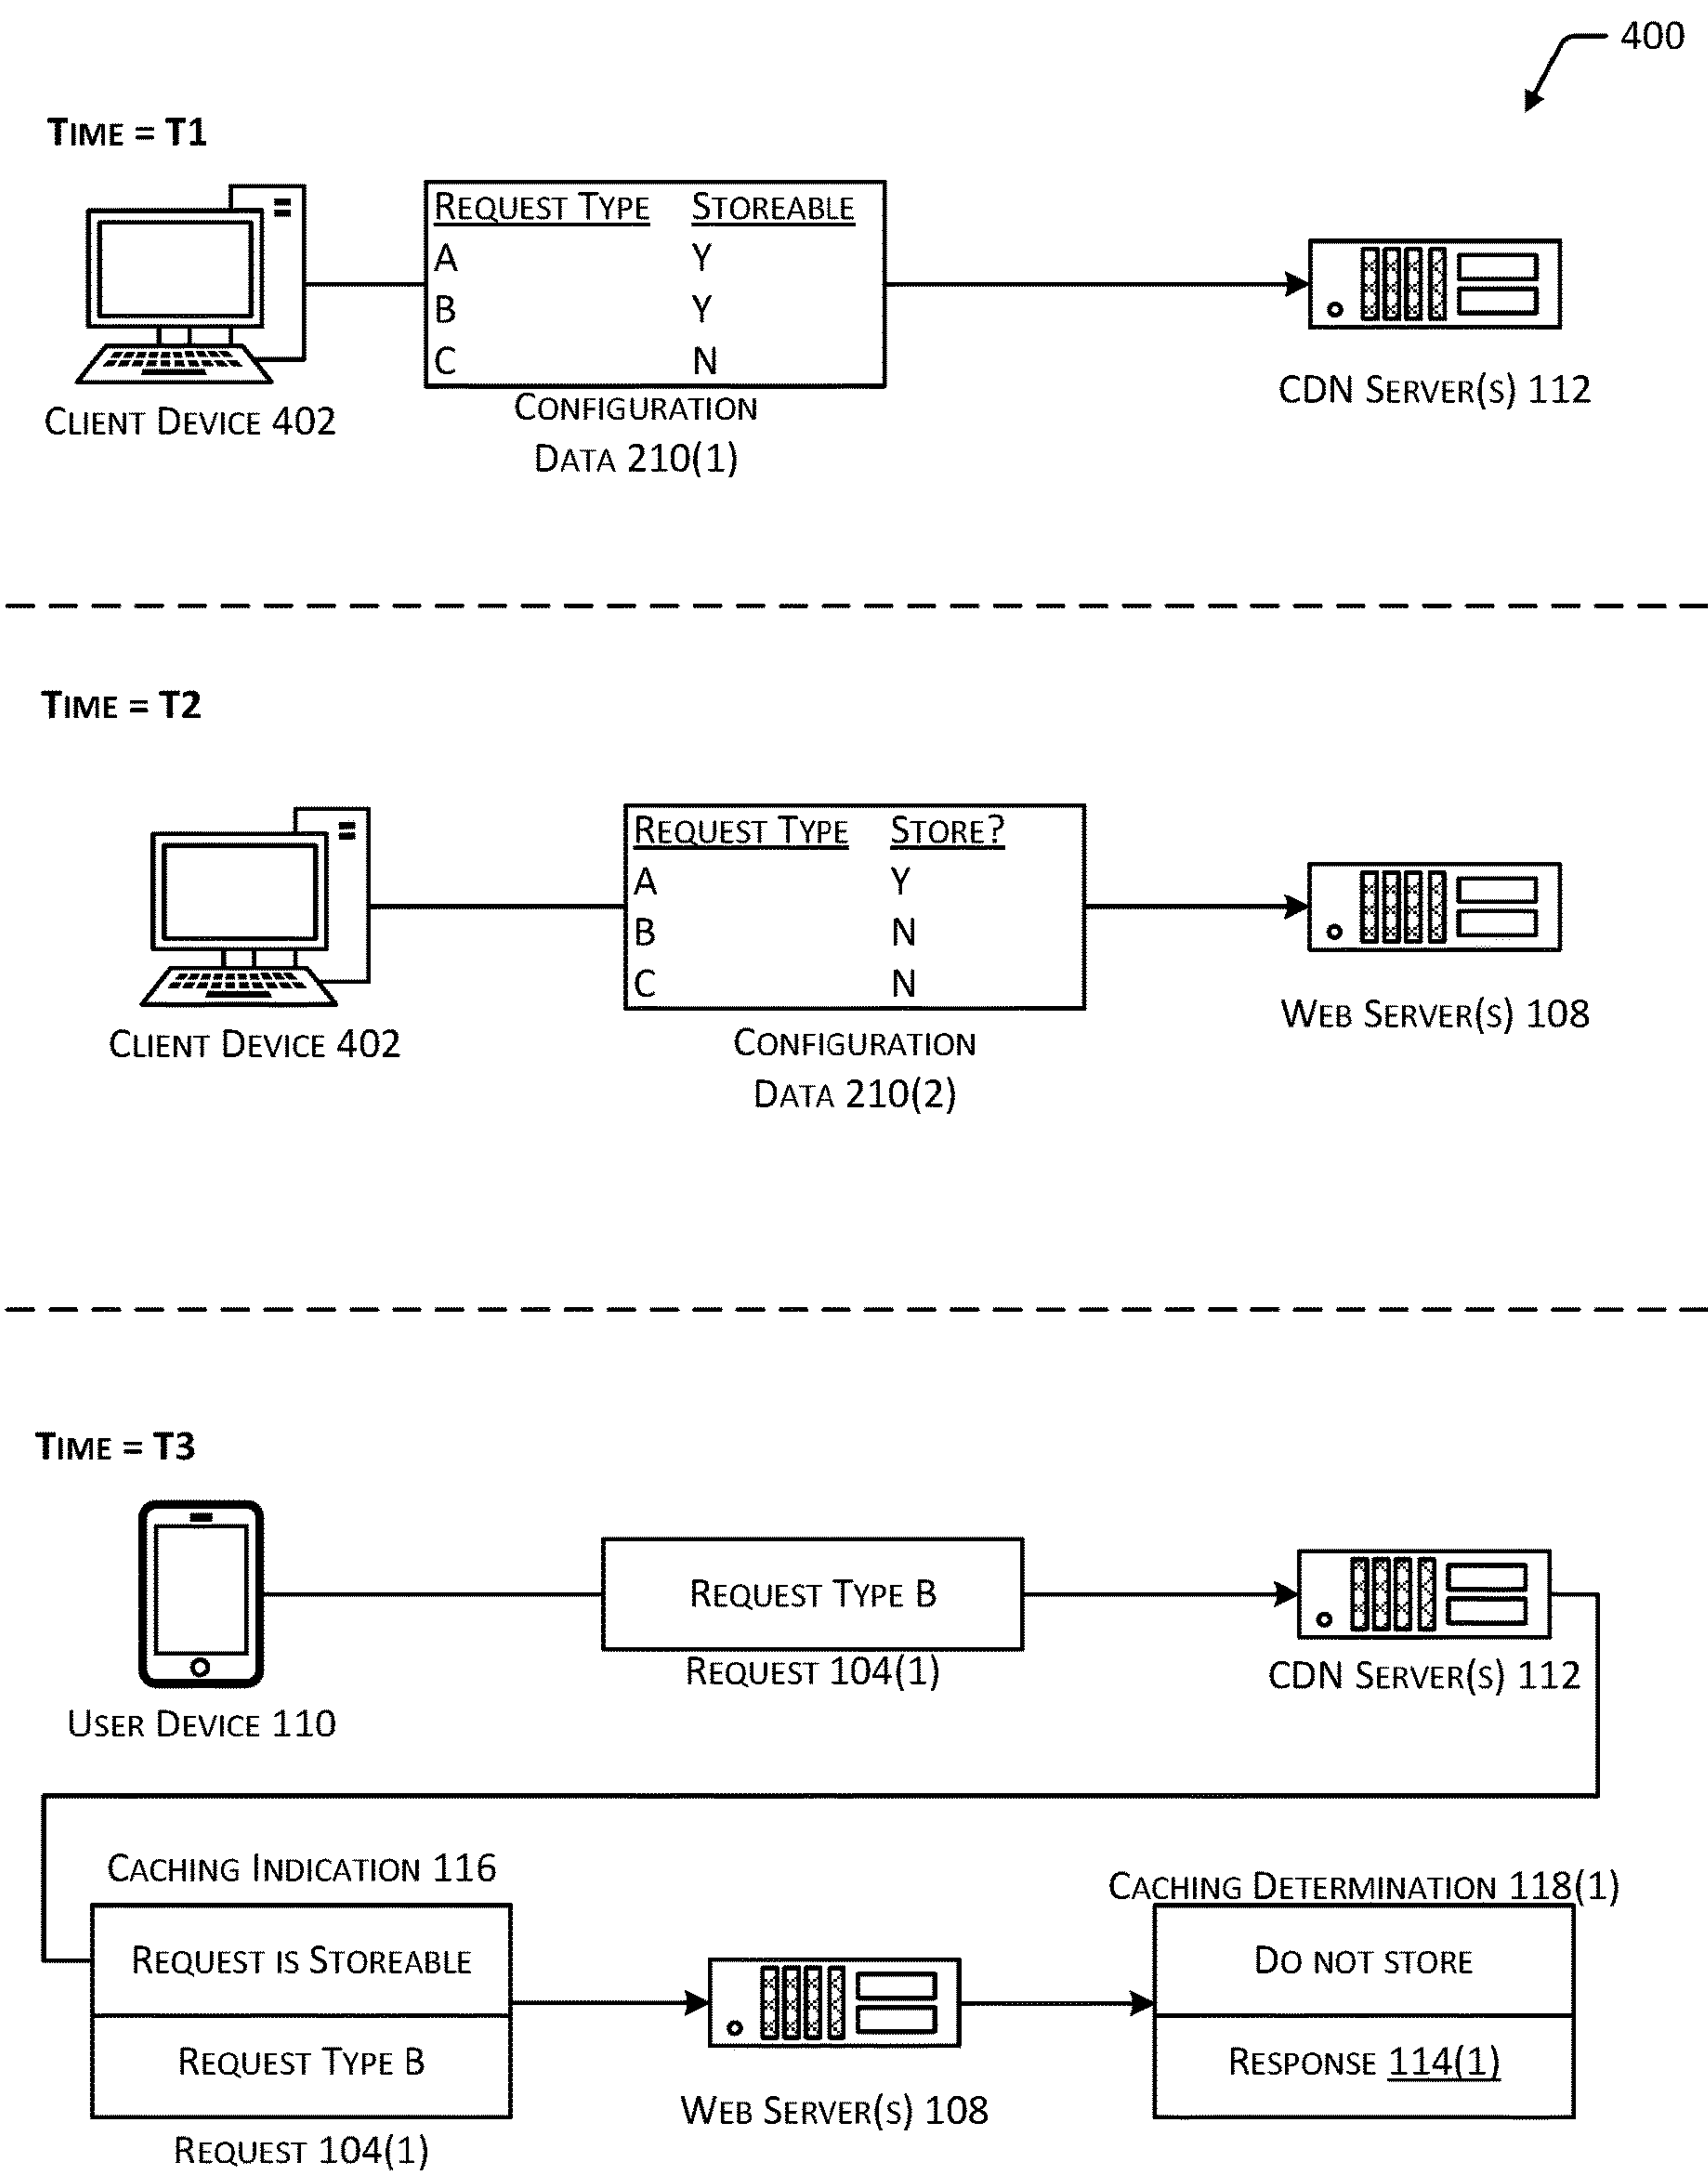 400
TIME = T1
REQUEST TYPE STOREABLE
A Y
B Y
C N
CLIENT DEVICE 402
CONFIGURATION
DATA 210(1)
CDN SERVER(S) 112
TIME = T2
REQUEST TYPE STORE?
A Y
B N
C N
CLIENT DEVICE 402
CONFIGURATION
DATA 210(2)
WEB SERVER(S) 108
TIME = T3
REQUEST TYPE B
REQUEST 104(1)
CDN SERVER(S) 112
USER DEVICE 110
CACHING INDICATION 116
REQUEST IS STOREABLE
REQUEST TYPE B
REQUEST 104(1)
WEB SERVER(S) 108
CACHING DETERMINATION 118(1)
DO NOT STORE
RESPONSE 114(1)